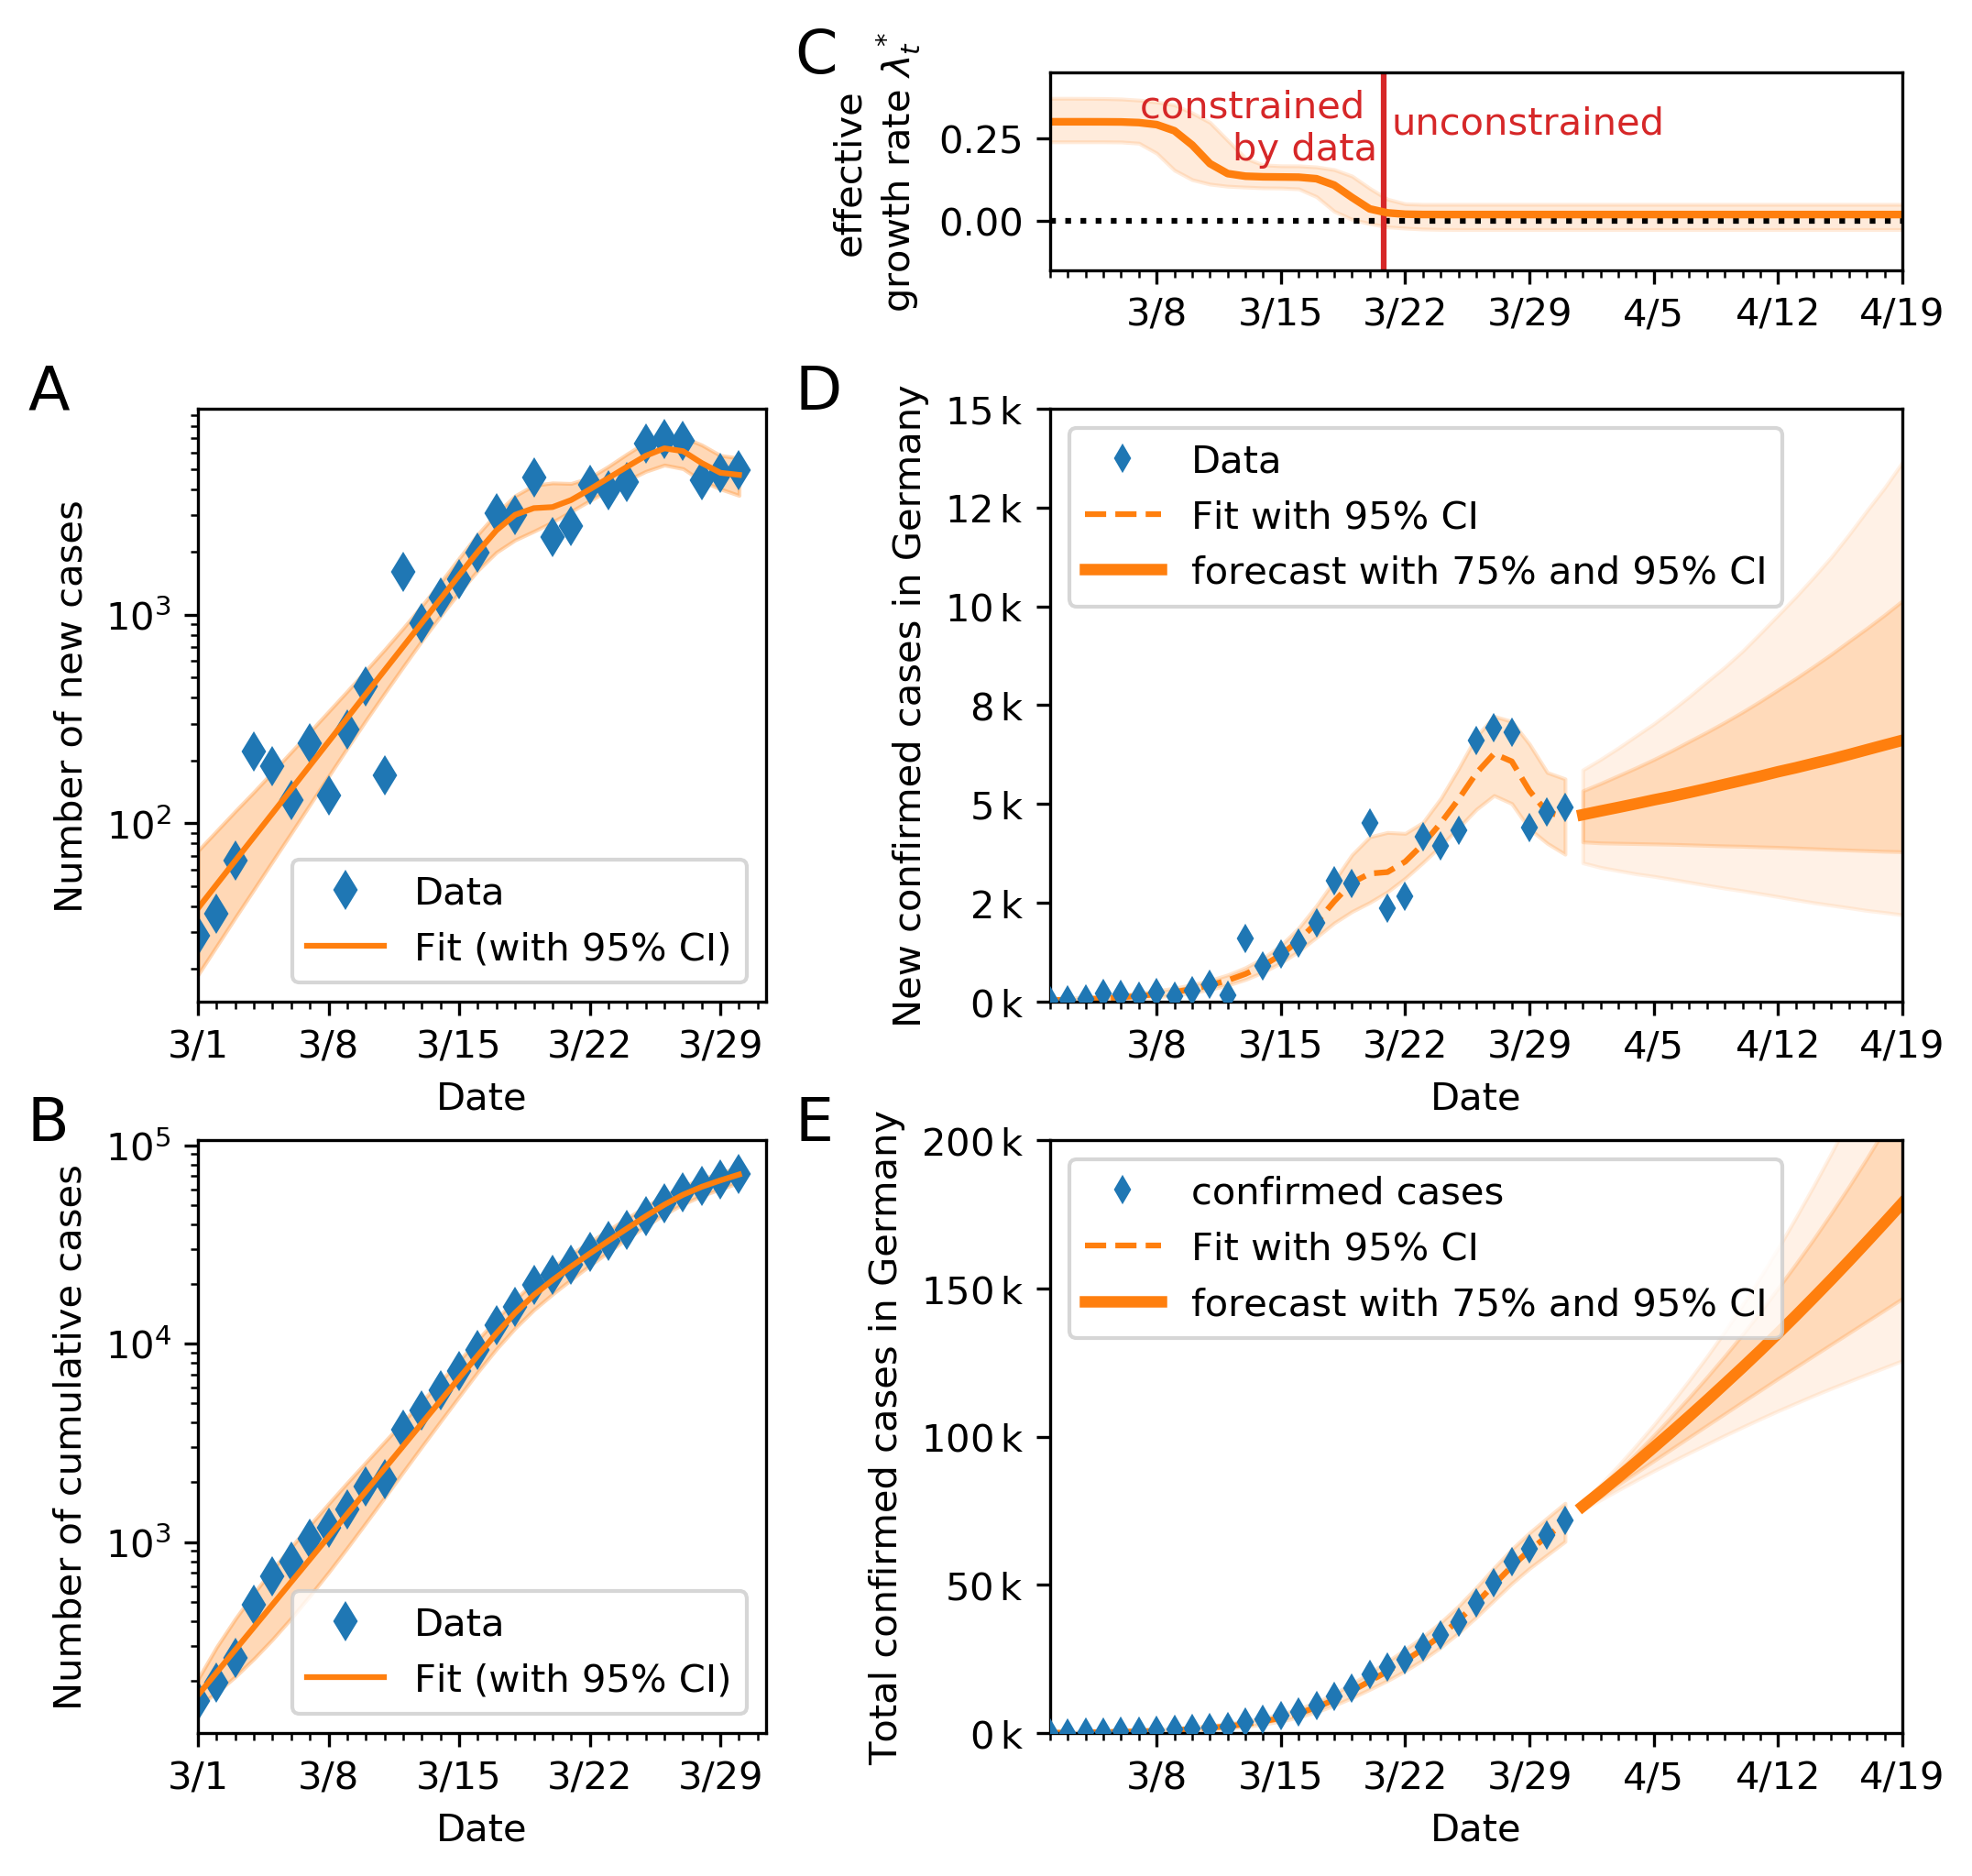 C
effective
growth rate λ*t
constrained
by data
unconstrained
0.25
0.00
3/8 3/15 3/22 3/29 4/5 4/12 4/19
A
Number of new cases
10³
10²
Data
Fit (with 95% CI)
3/1 3/8 3/15 3/22 3/29
Date
D
New confirmed cases in Germany
15 k
12 k
10 k
8 k
5 k
2 k
0 k
Data
Fit with 95% CI
forecast with 75% and 95% CI
3/8 3/15 3/22 3/29 4/5 4/12 4/19
Date
B
Number of cumulative cases
10⁵
10⁴
10³
Data
Fit (with 95% CI)
3/1 3/8 3/15 3/22 3/29
Date
E
Total confirmed cases in Germany
200 k
150 k
100 k
50 k
0 k
confirmed cases
Fit with 95% CI
forecast with 75% and 95% CI
3/8 3/15 3/22 3/29 4/5 4/12 4/19
Date